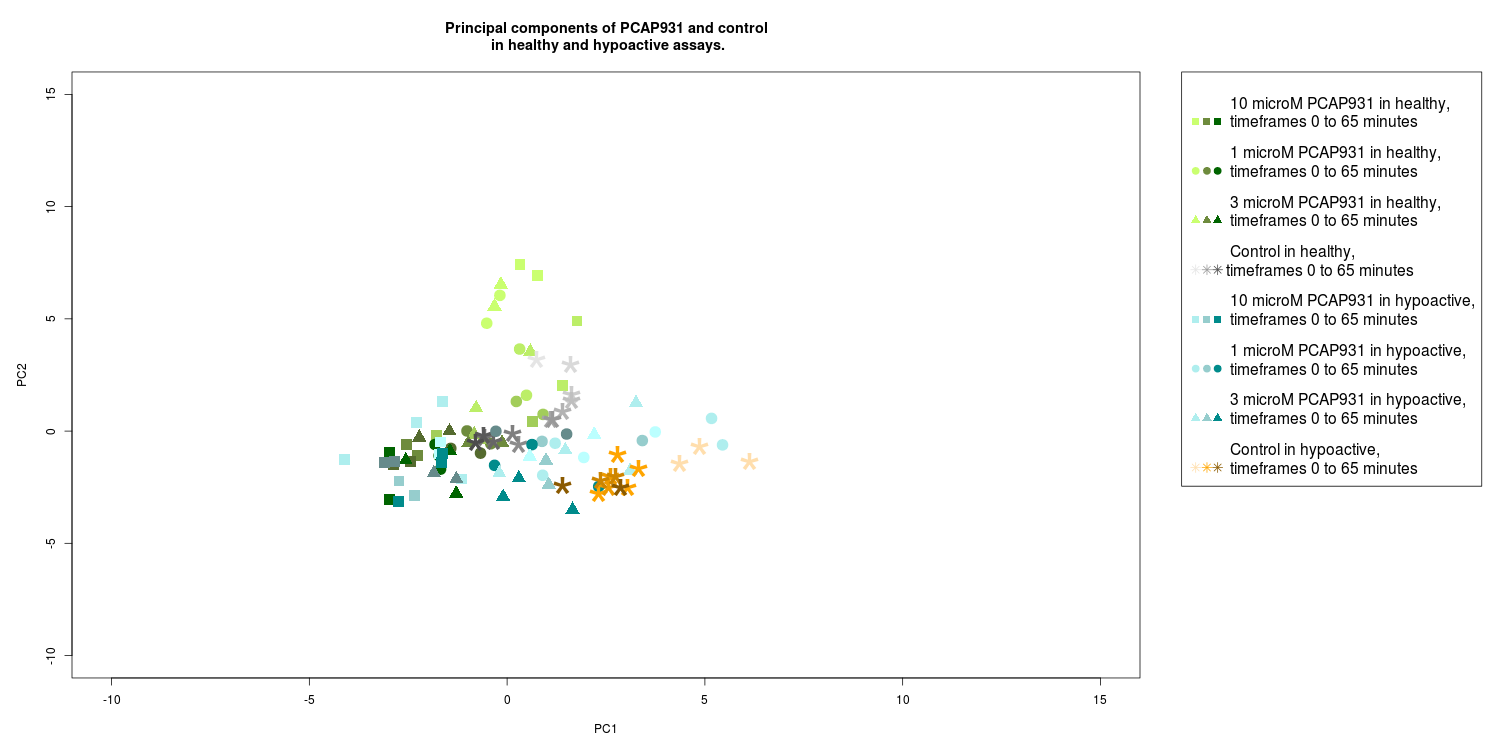 Principal components of PCAP931 and control
in healthy and hypoactive assays.
15
10
5
0
-5
-10
PC2
-10
-5
0
5
10
15
PC1
10 microM PCAP931 in healthy,
timeframes 0 to 65 minutes
1 microM PCAP931 in healthy,
timeframes 0 to 65 minutes
3 microM PCAP931 in healthy,
timeframes 0 to 65 minutes
Control in healthy,
timeframes 0 to 65 minutes
10 microM PCAP931 in hypoactive,
timeframes 0 to 65 minutes
1 microM PCAP931 in hypoactive,
timeframes 0 to 65 minutes
3 microM PCAP931 in hypoactive,
timeframes 0 to 65 minutes
Control in hypoactive,
timeframes 0 to 65 minutes